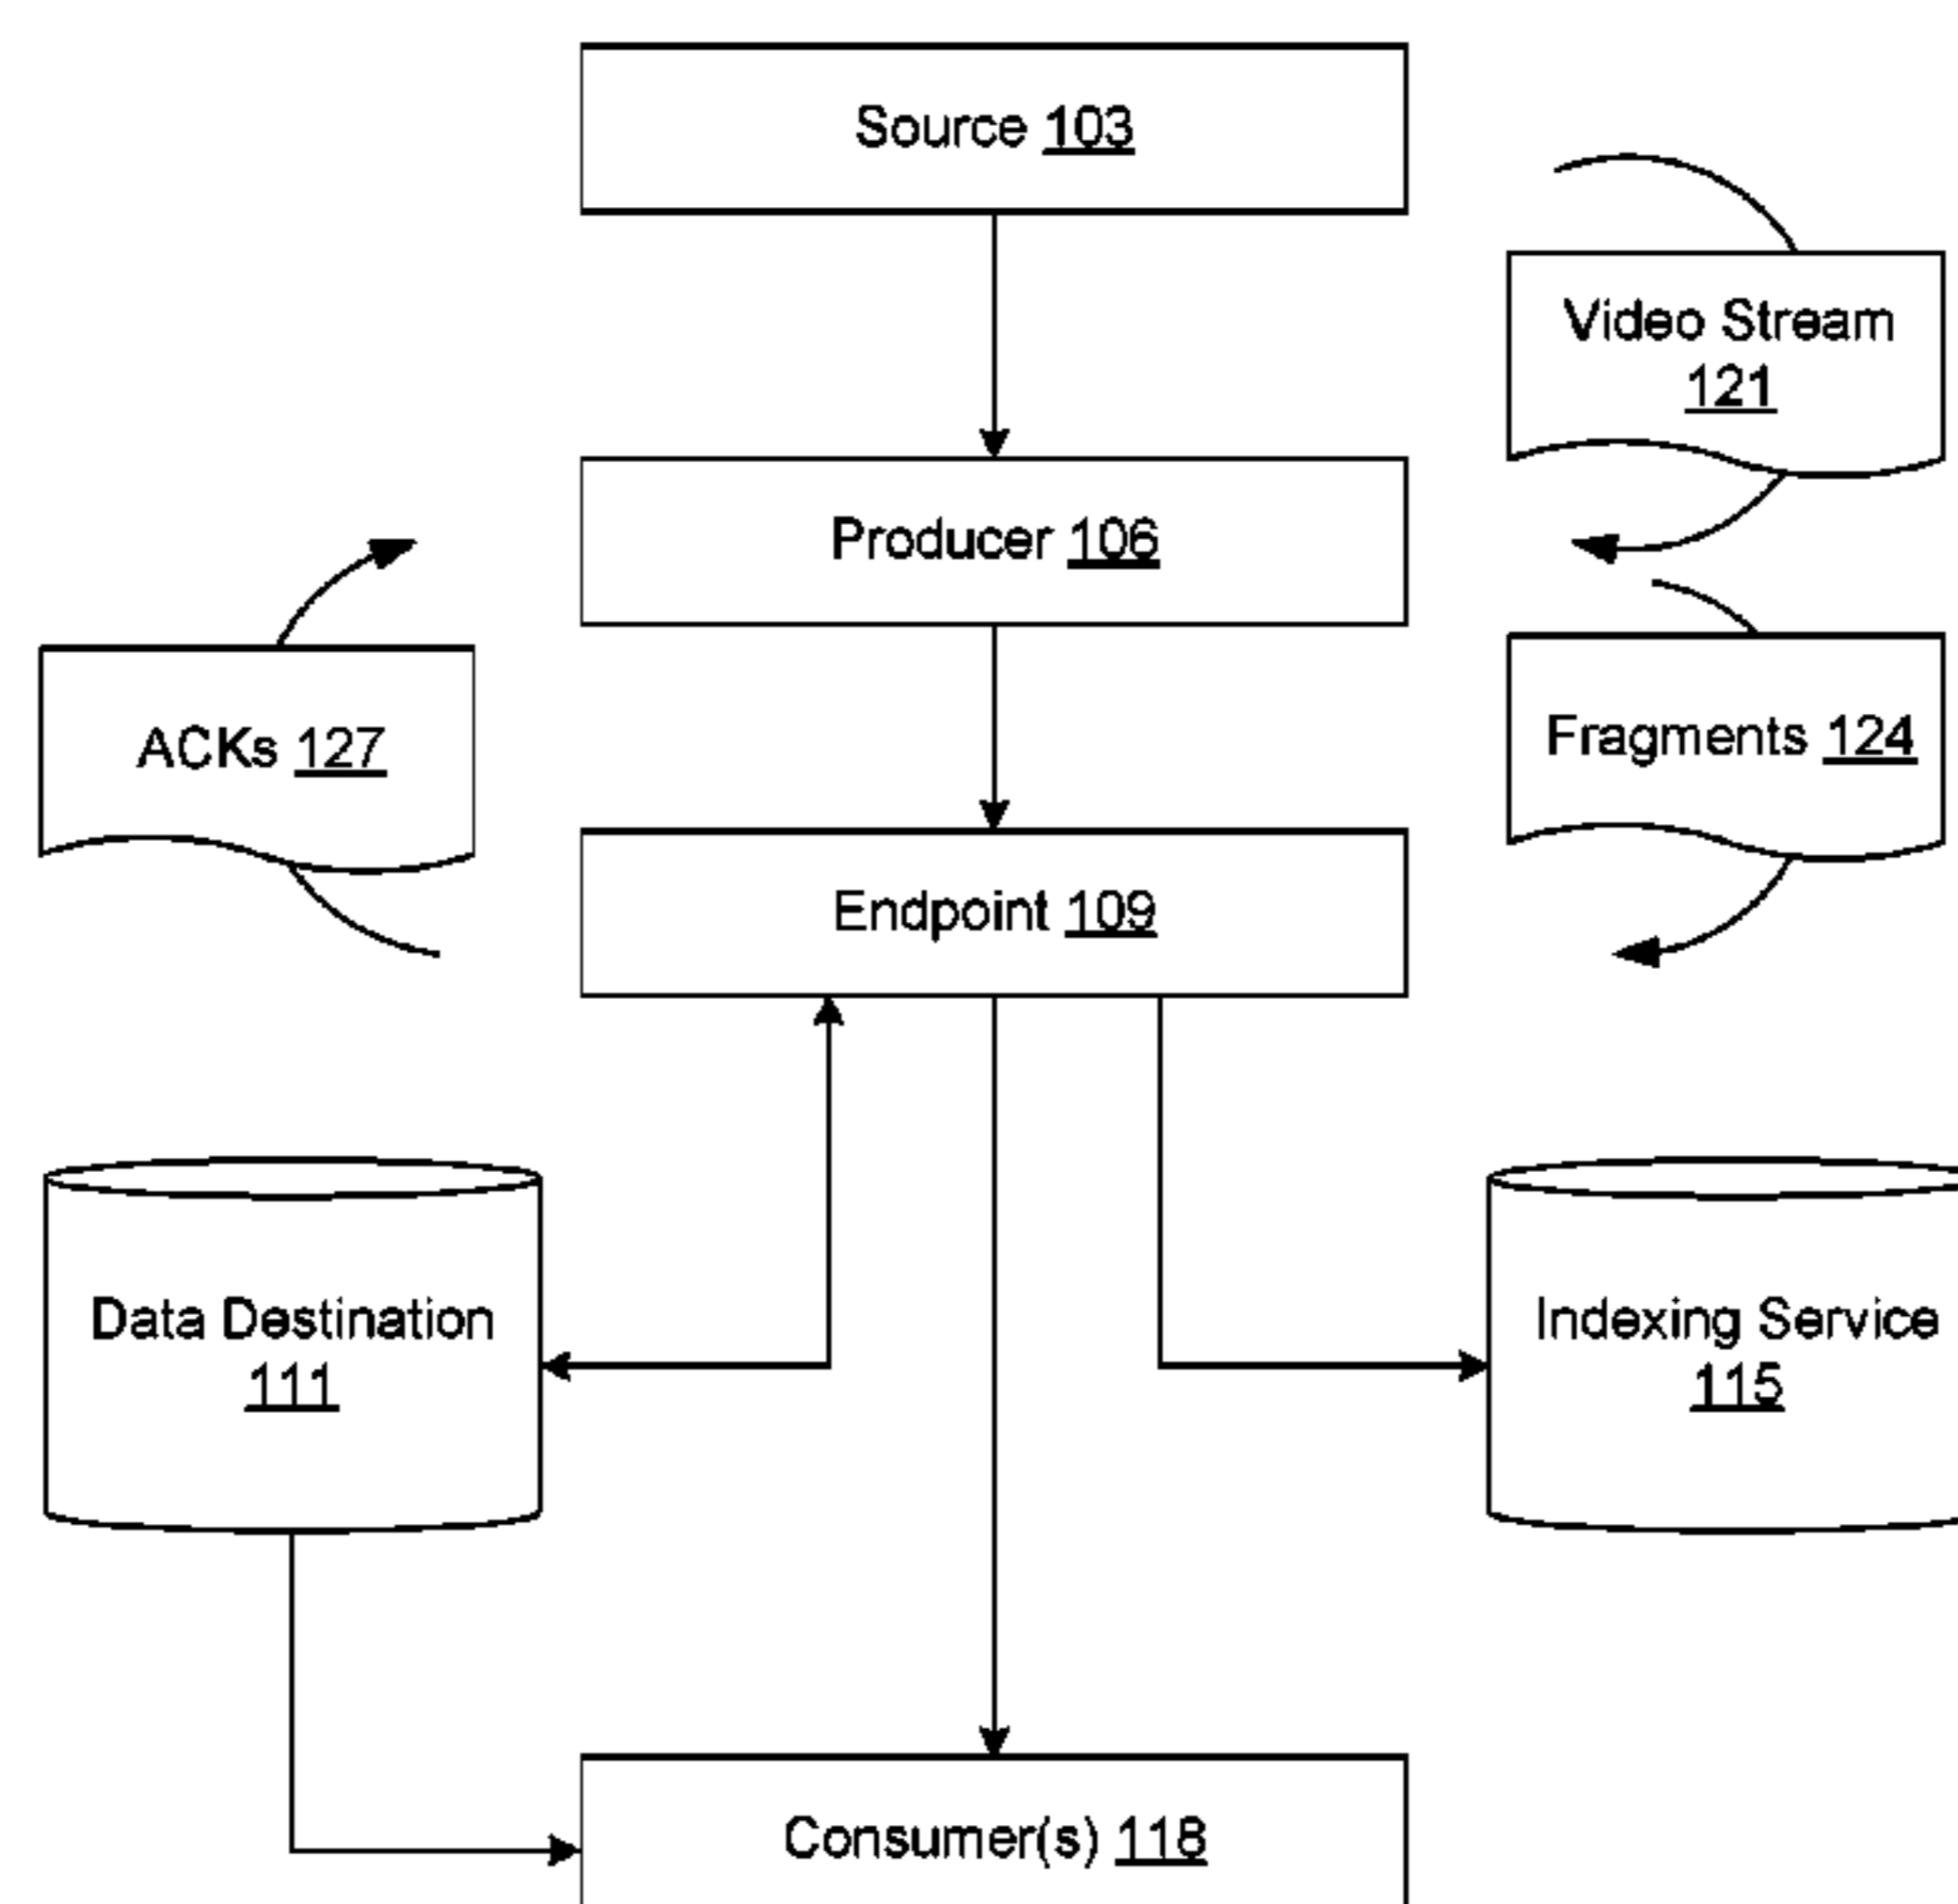 Source 103
Video Stream
121
Producer 106
ACKs 127
Fragments 124
Endpoint 109
Data Destination
111
Indexing Service
115
Consumer(s) 118